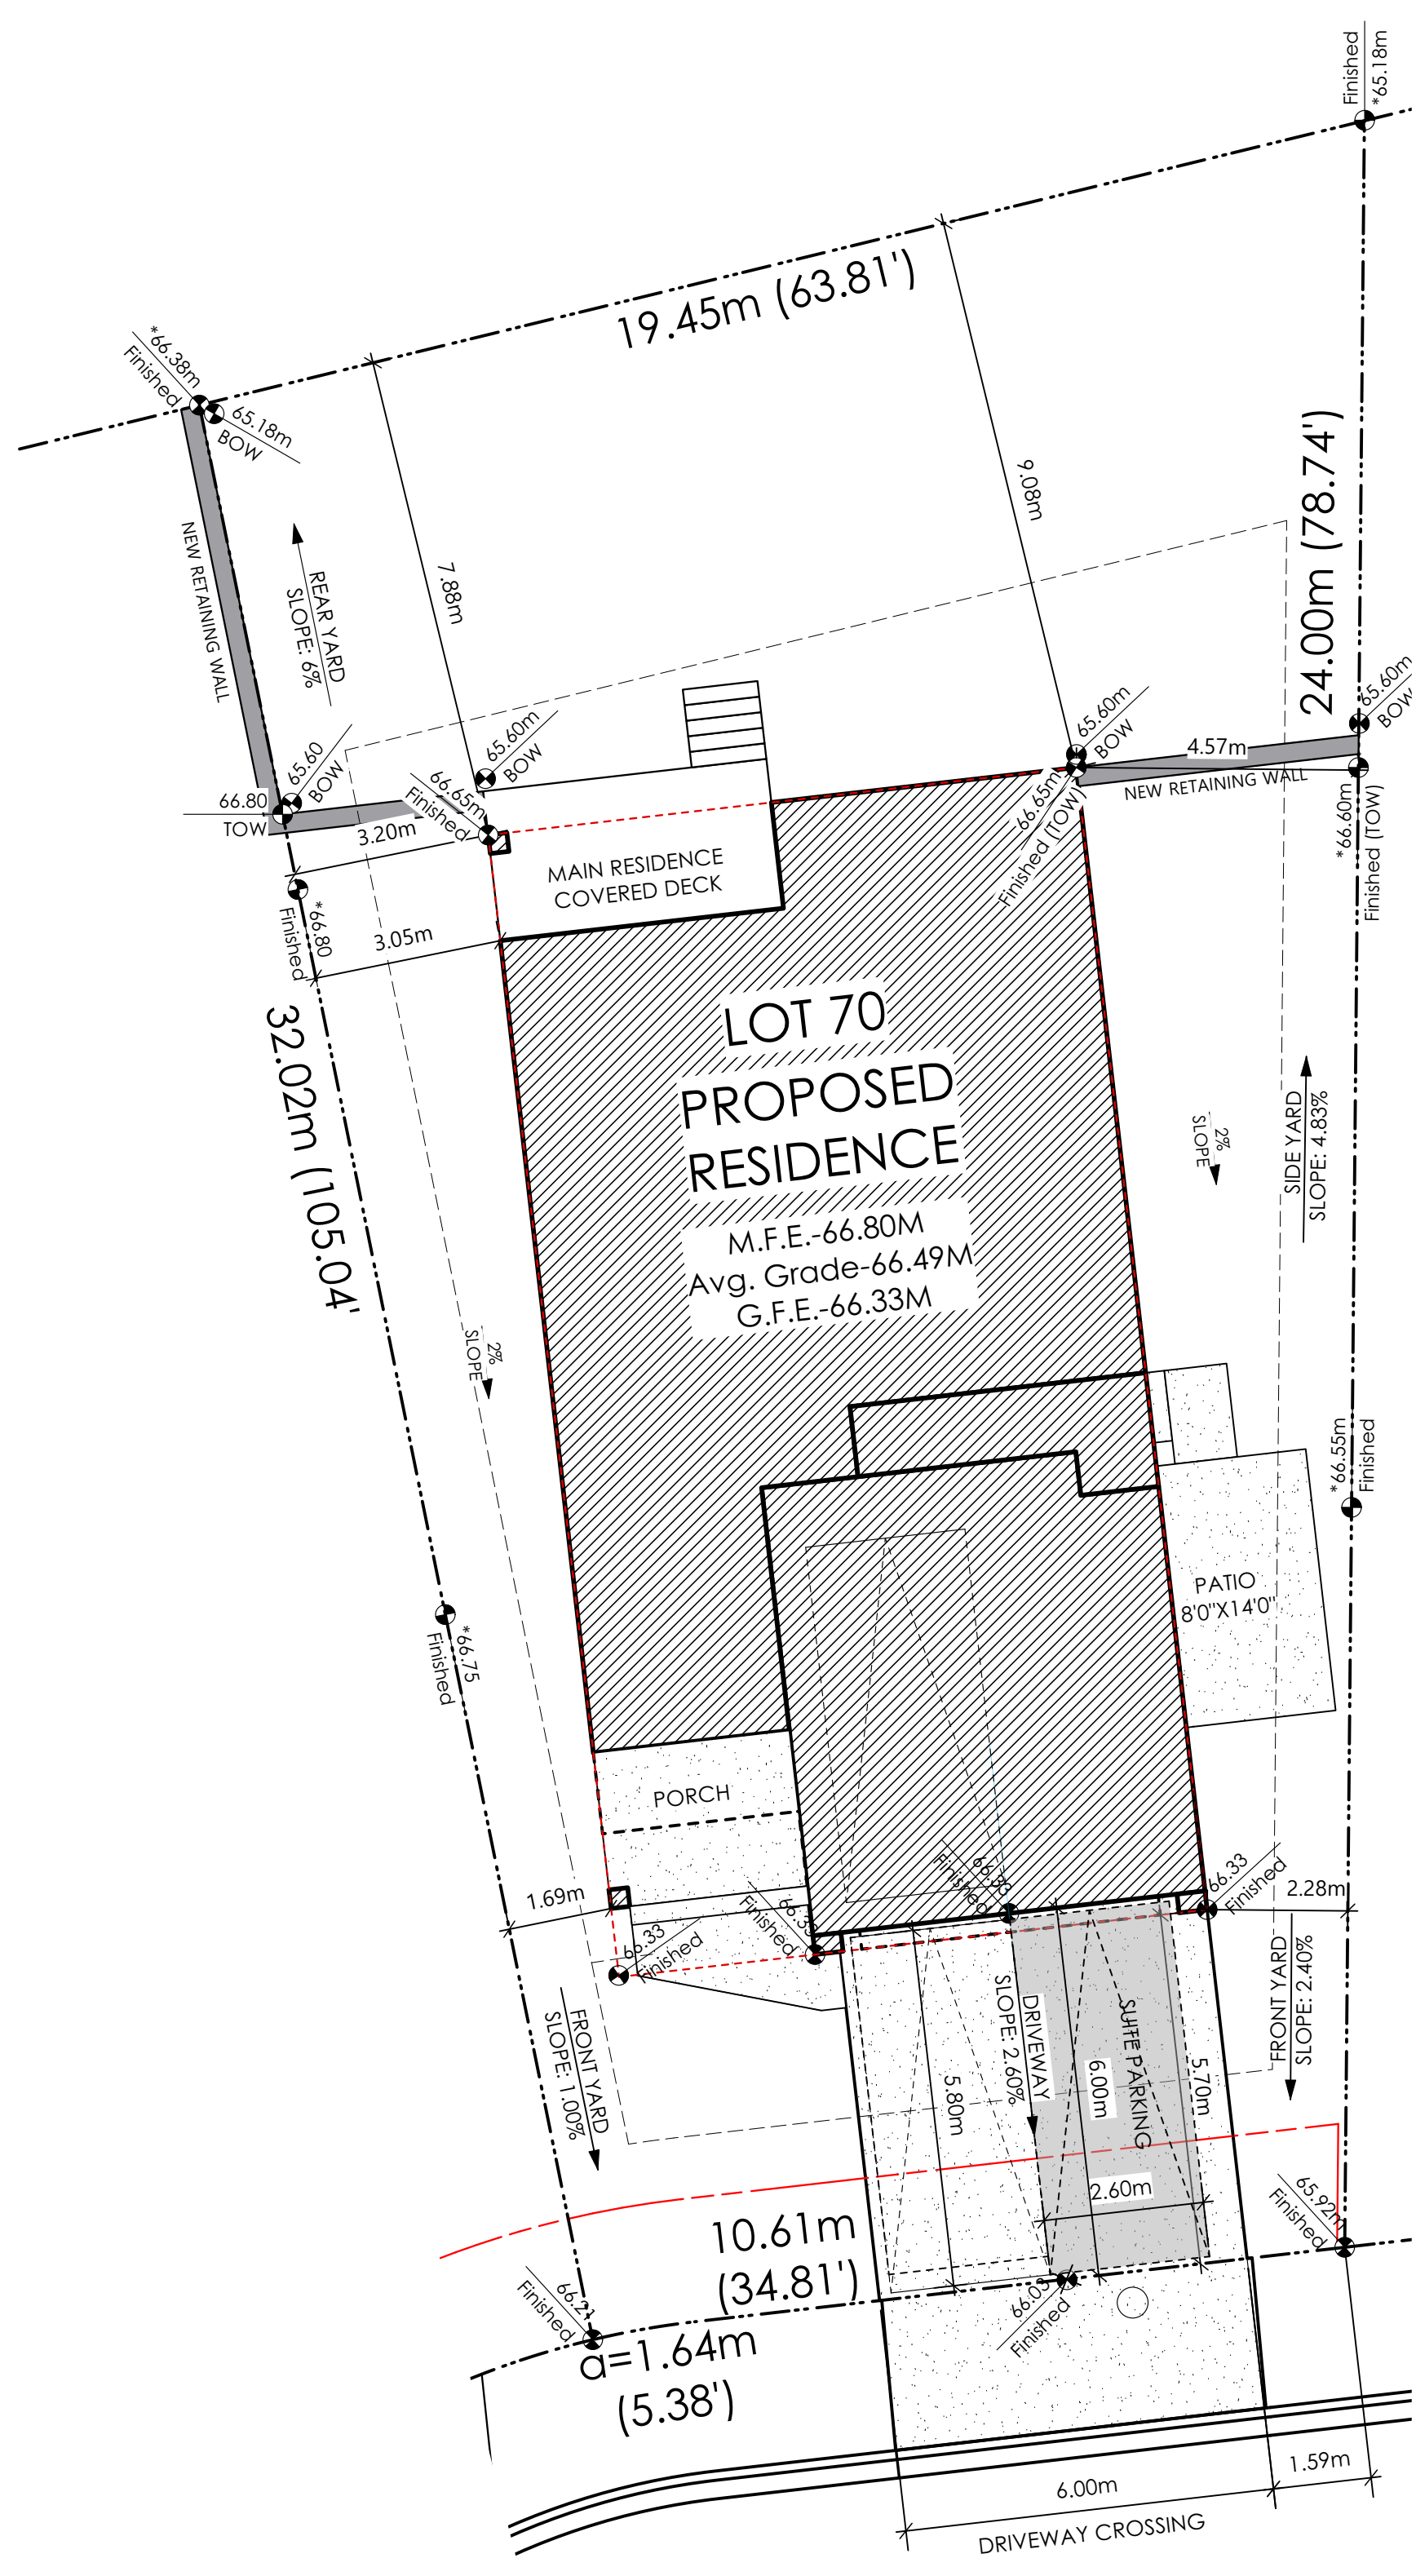 Finished
*65.18m
19.45m (63.81')
*66.38m
Finished
65.18m
BOW
9.08m
24.00m (78.74')
NEW RETAINING WALL
REAR YARD
SLOPE: 6%
7.88m
65.60m
BOW
65.60m
BOW
65.60m
BOW
65.60
BOW
66.80
TOW
66.65m
Finished
3.20m
4.57m
NEW RETAINING WALL
66.65m
Finished (TOW)
*66.60m
Finished (TOW)
MAIN RESIDENCE
COVERED DECK
*66.80
Finished
3.05m
LOT 70
PROPOSED
RESIDENCE
M.F.E.-66.80M
Avg. Grade-66.49M
G.F.E.-66.33M
32.02m (105.04'
2%
SLOPE
SIDE YARD
SLOPE: 4.83%
2%
SLOPE
*66.55m
Finished
PATIO
8'0"X14'0"
*66.75
Finished
PORCH
1.69m
66.33
Finished
Finished
Finished
66.33
Finished
2.28m
FRONT YARD
SLOPE: 1.00%
DRIVEWAY
SLOPE: 2.60%
SUITE PARKING
FRONT YARD
SLOPE: 2.40%
5.80m
6.00m
5.70m
2.60m
65.92m
Finished
10.61m
(34.81')
66.21
Finished
66.03
Finished
a=1.64m
(5.38')
6.00m
1.59m
DRIVEWAY CROSSING